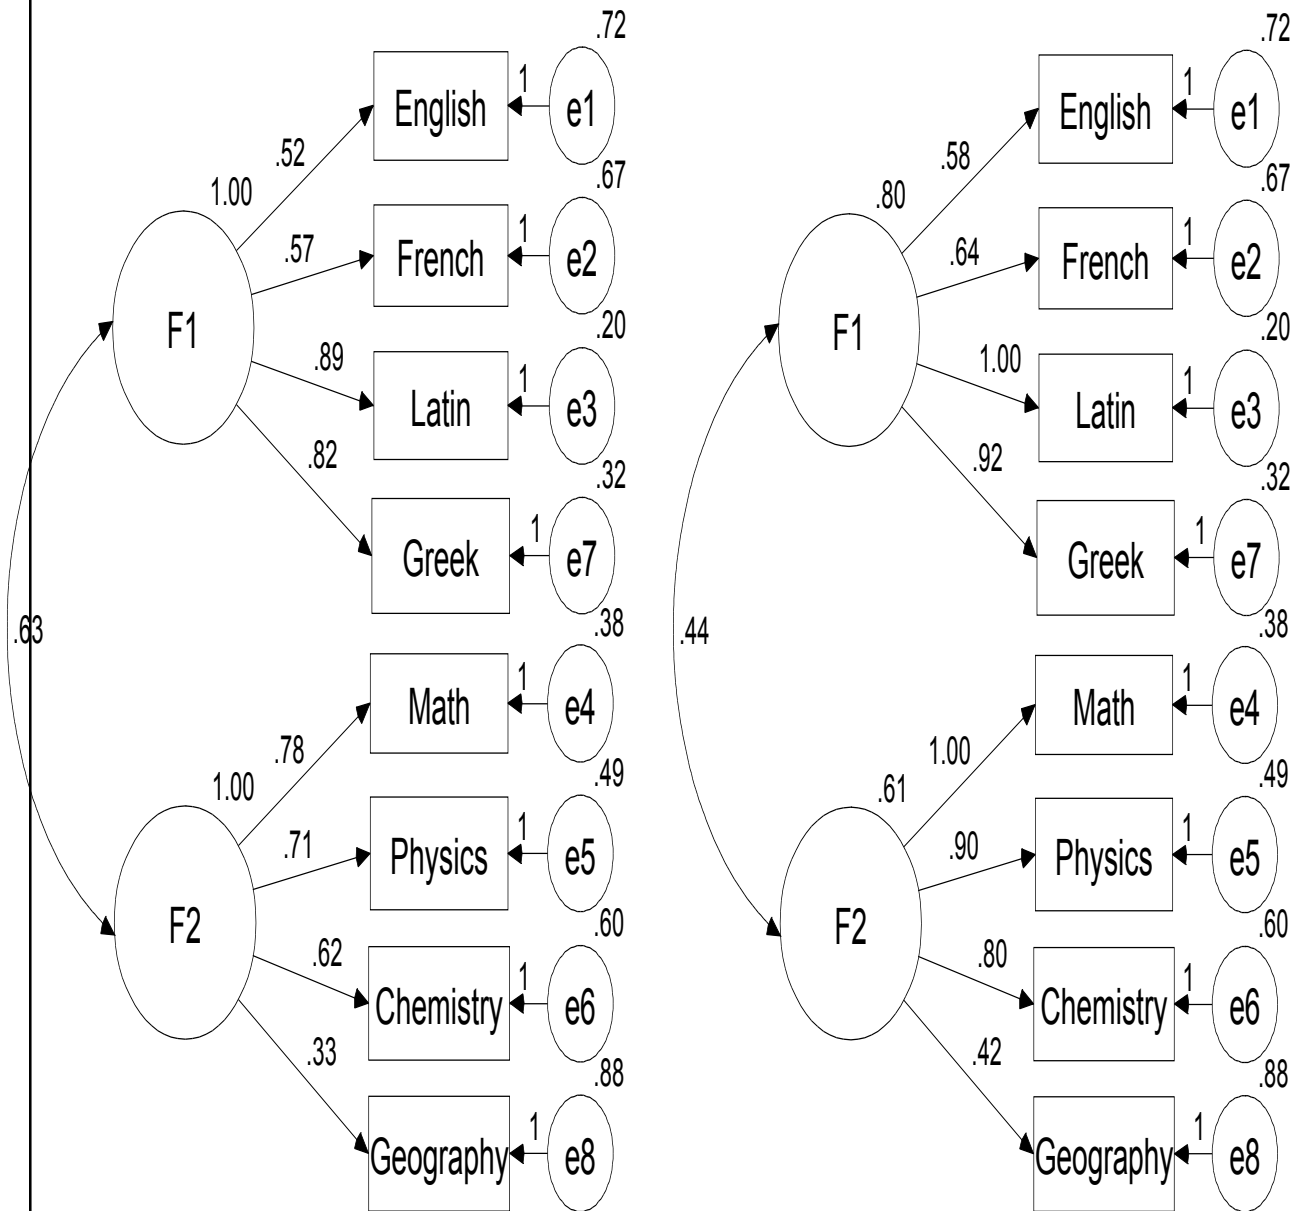 .72
English
1
e1
.52
.67
1.00
French
1
e2
.57
.20
F1
.89
Latin
1
e3
.82
.32
Greek
1
e7
.63
.38
Math
1
e4
.78
1.00
.49
.71
Physics
1
e5
F2
.60
.62
Chemistry
1
e6
.33
.88
Geography
1
e8
.72
English
1
e1
.58
.67
.80
French
1
e2
.64
.20
F1
1.00
Latin
1
e3
.92
.32
Greek
1
e7
.44
.38
Math
1
e4
1.00
.61
.49
.90
Physics
1
e5
F2
.60
.80
Chemistry
1
e6
.42
.88
Geography
1
e8